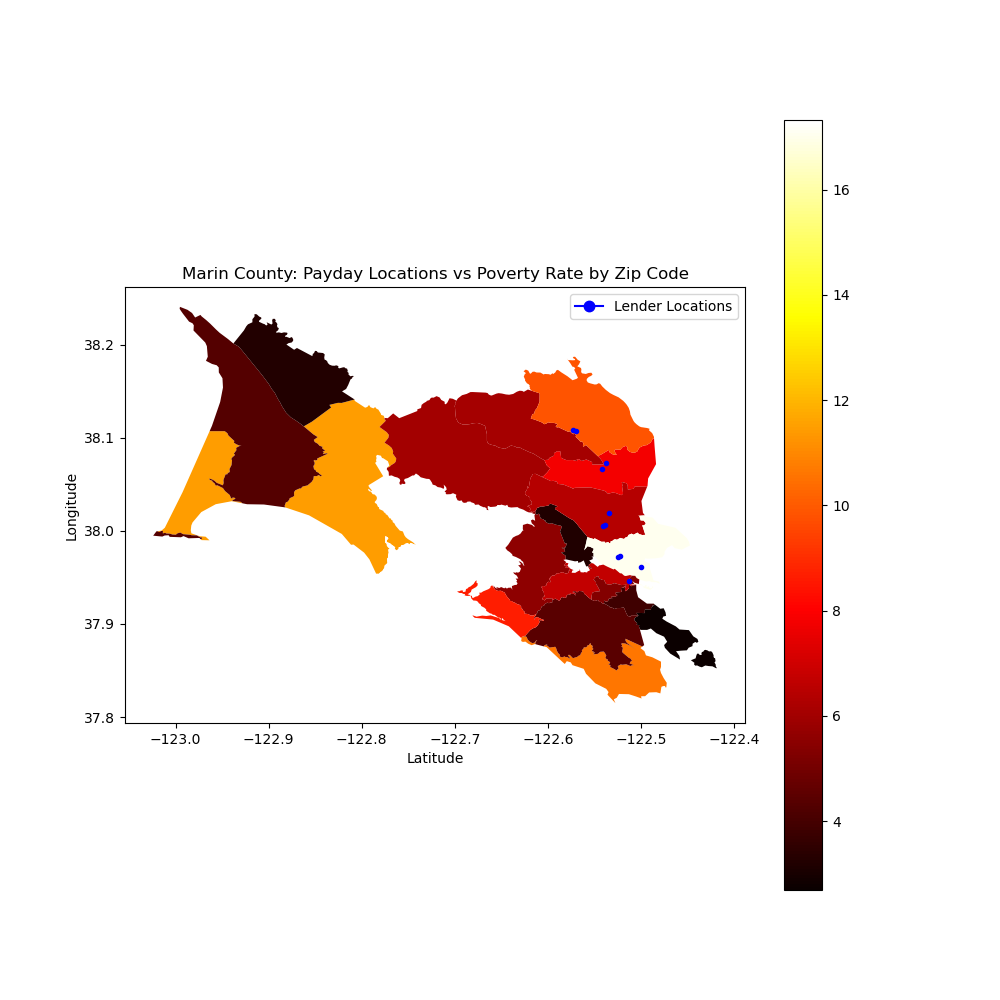 Marin County: Payday Locations vs Poverty Rate by Zip Code
Lender Locations
38.2
38.1
38.0
37.9
37.8
Longitude
−123.0 −122.9 −122.8 −122.7 −122.6 −122.5 −122.4
Latitude
16
14
12
10
8
6
4